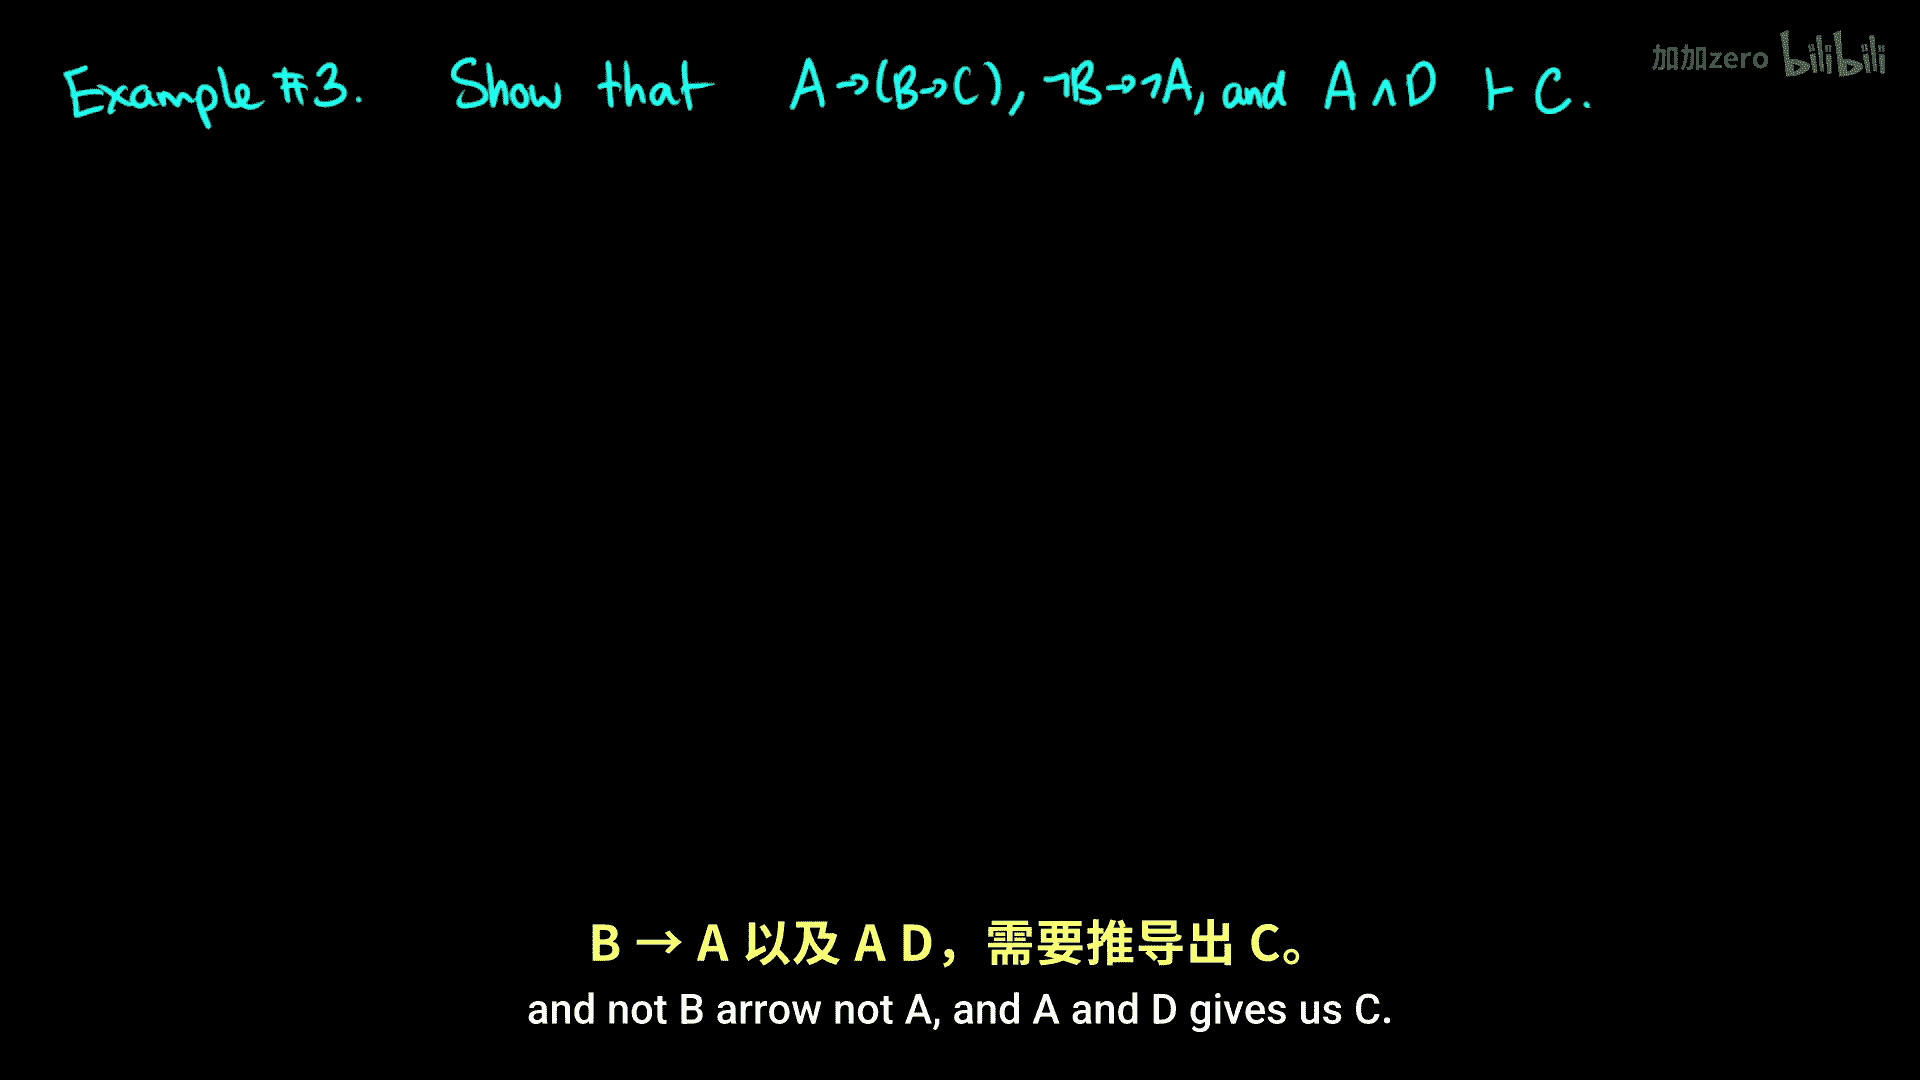 Example #3. Show that A→(B→C), ¬B→¬A, and A∧D ⊢ C.
加加zero bilibili
B → A 以及 A D，需要推导出 C。
and not B arrow not A, and A and D gives us C.